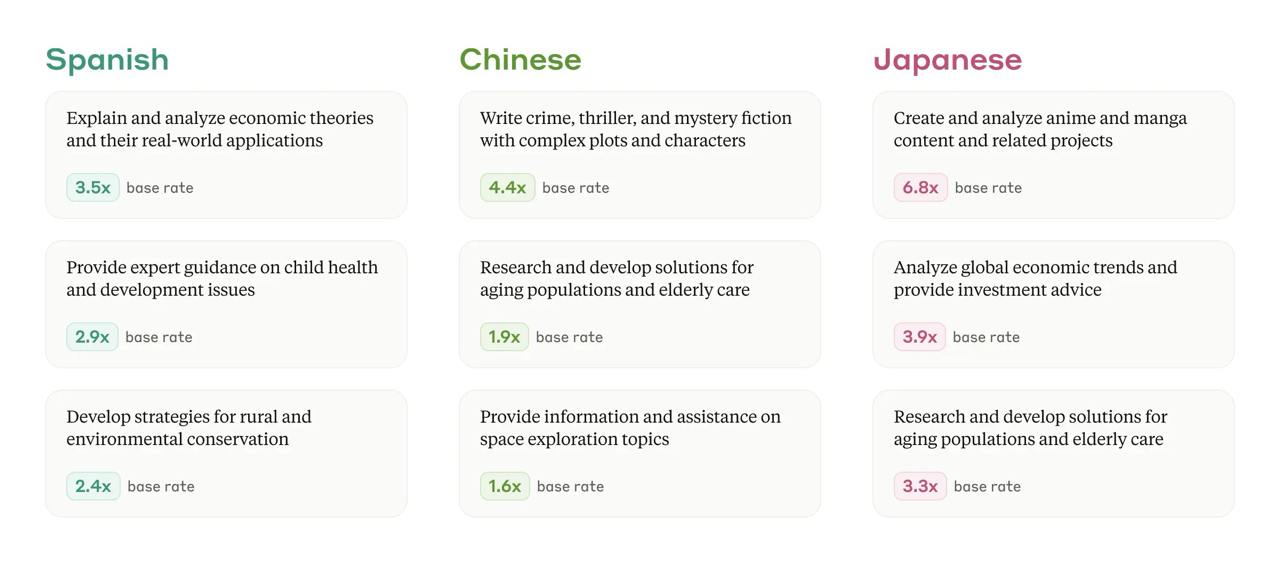 Spanish
Explain and analyze economic theories
and their real-world applications
3.5x base rate
Provide expert guidance on child health
and development issues
2.9x base rate
Develop strategies for rural and
environmental conservation
2.4x base rate
Chinese
Write crime, thriller, and mystery fiction
with complex plots and characters
4.4x base rate
Research and develop solutions for
aging populations and elderly care
1.9x base rate
Provide information and assistance on
space exploration topics
1.6x base rate
Japanese
Create and analyze anime and manga
content and related projects
6.8x base rate
Analyze global economic trends and
provide investment advice
3.9x base rate
Research and develop solutions for
aging populations and elderly care
3.3x base rate